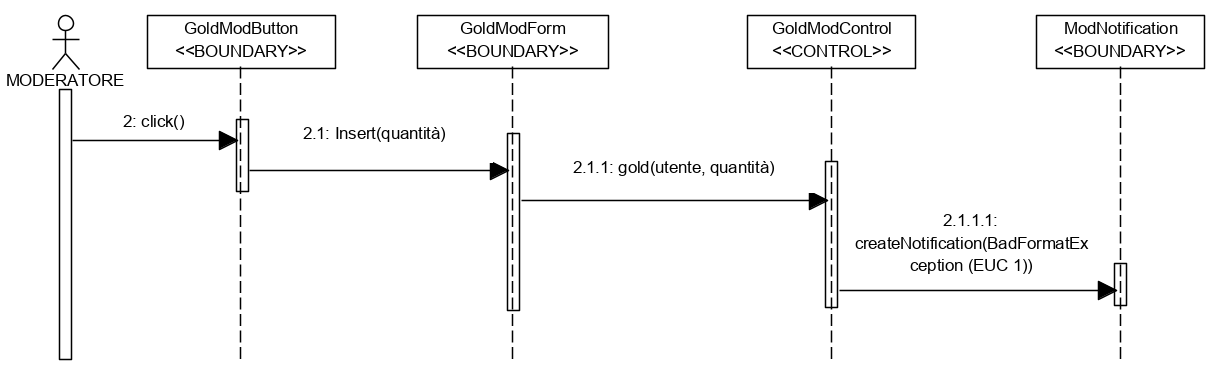 GoldModButton
<<BOUNDARY>>
GoldModForm
<<BOUNDARY>>
GoldModControl
<<CONTROL>>
ModNotification
<<BOUNDARY>>
MODERATORE
2: click()
2.1: Insert(quantità)
2.1.1: gold(utente, quantità)
2.1.1.1:
createNotification(BadFormatEx
ception (EUC 1))